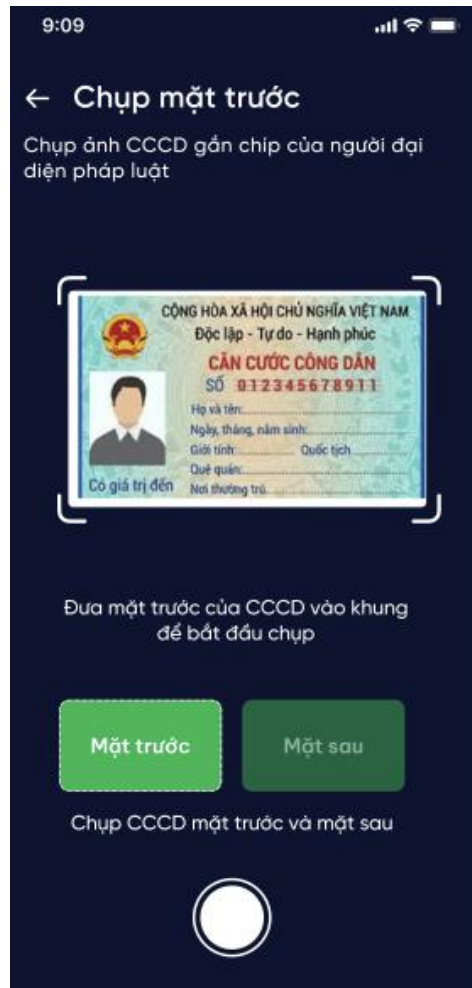 9:09
← Chụp mặt trước
Chụp ảnh CCCD gắn chíp của người đại
diện pháp luật
CỘNG HÒA XÃ HỘI CHỦ NGHĨA VIỆT NAM
Độc lập - Tự do - Hạnh phúc
CĂN CƯỚC CÔNG DÂN
SỐ 012345678911
Họ và tên:
Ngày, tháng, năm sinh:
Giới tính: Quốc tịch
Quê quán:
Có giá trị đến Nơi thường trú
Đưa mặt trước của CCCD vào khung
để bắt đầu chụp
Mặt trước Mặt sau
Chụp CCCD mặt trước và mặt sau